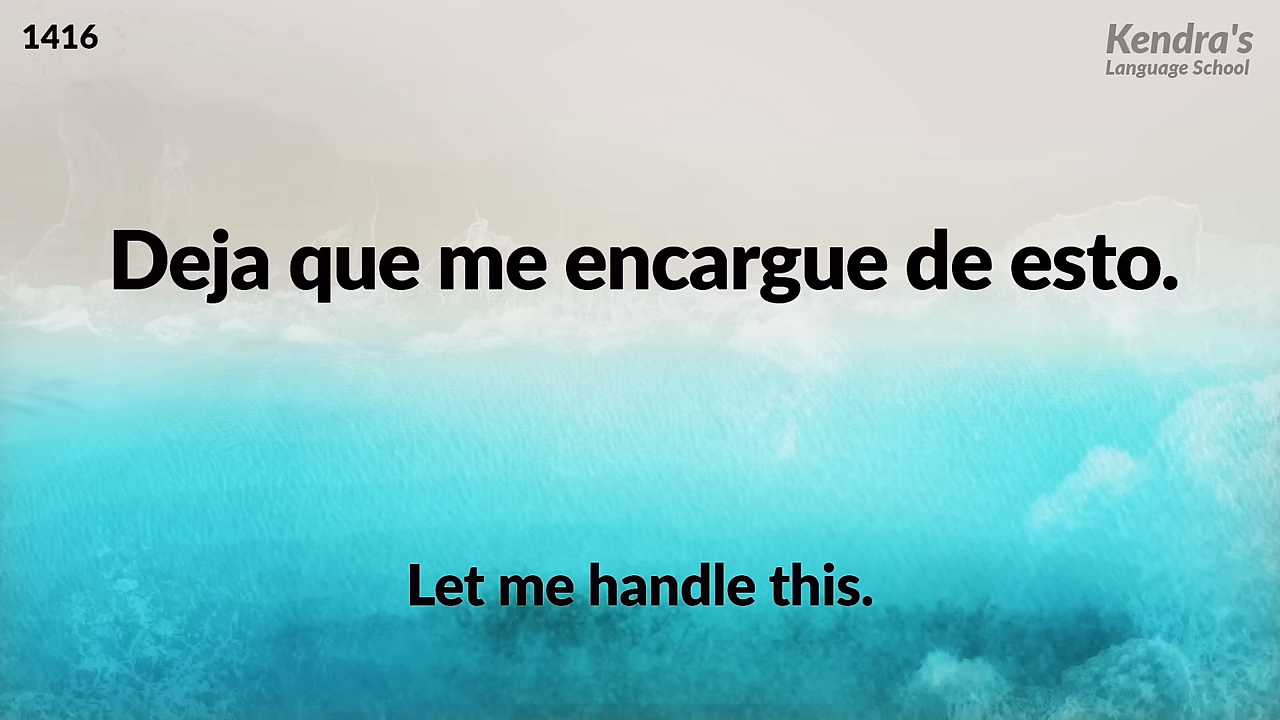 1416
Kendra's
Language School
Deja que me encargue de esto.
Let me handle this.